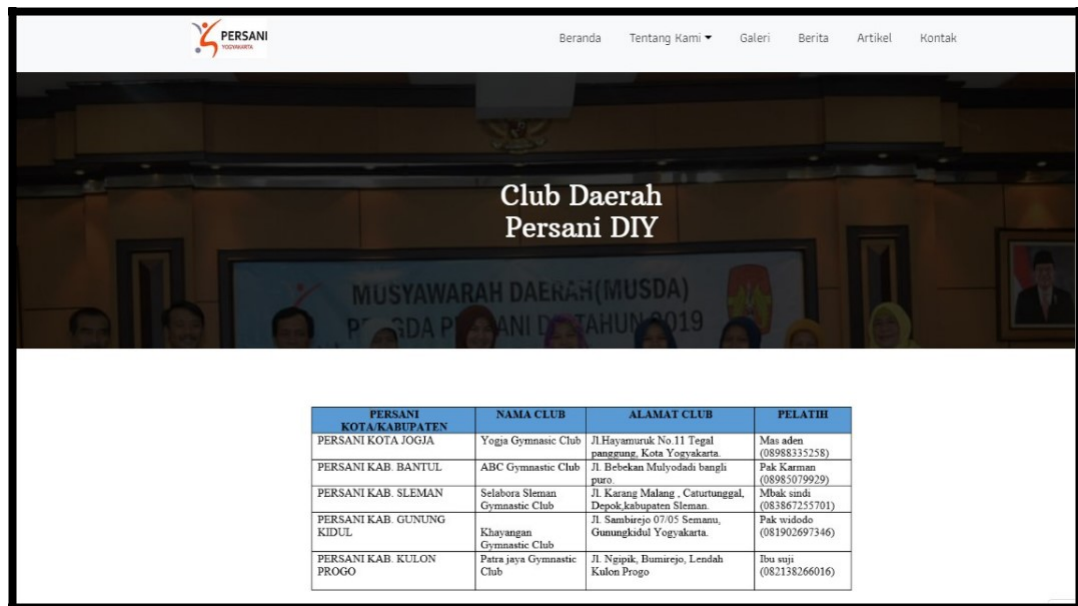 PERSANI
YOGYAKARTA
Beranda Tentang Kami Galeri Berita Artikel Kontak
Club Daerah
Persani DIY
MUSYAWARAH DAERAH(MUSDA)
TAHUN 2019
PERSANI KOTA/KABUPATEN NAMA CLUB ALAMAT CLUB PELATIH
PERSANI KOTA JOGJA Yogja Gymnasic Club Jl.Hayamuruk No.11 Tegal Mas aden
panggung, Kota Yogyakarta. (08988335258)
PERSANI KAB. BANTUL ABC Gymnastic Club Jl. Bebekan Mulyodadi bangli Pak Karman
puro. (08985079929)
PERSANI KAB. SLEMAN Selabora Sleman Jl. Karang Malang , Caturtunggal, Mbak sindi
Gymnastic Club Depok,kabupaten Sleman. (083867255701)
PERSANI KAB. GUNUNG Jl. Sambirejo 07/05 Semanu, Pak widodo
KIDUL Khayangan Gunungkidul Yogyakarta. (081902697346)
Gymnastic Club
PERSANI KAB. KULON Patra jaya Gymnastic Jl. Ngipik, Bumirejo, Lendah Ibu suji
PROGO Club Kulon Progo (082138266016)